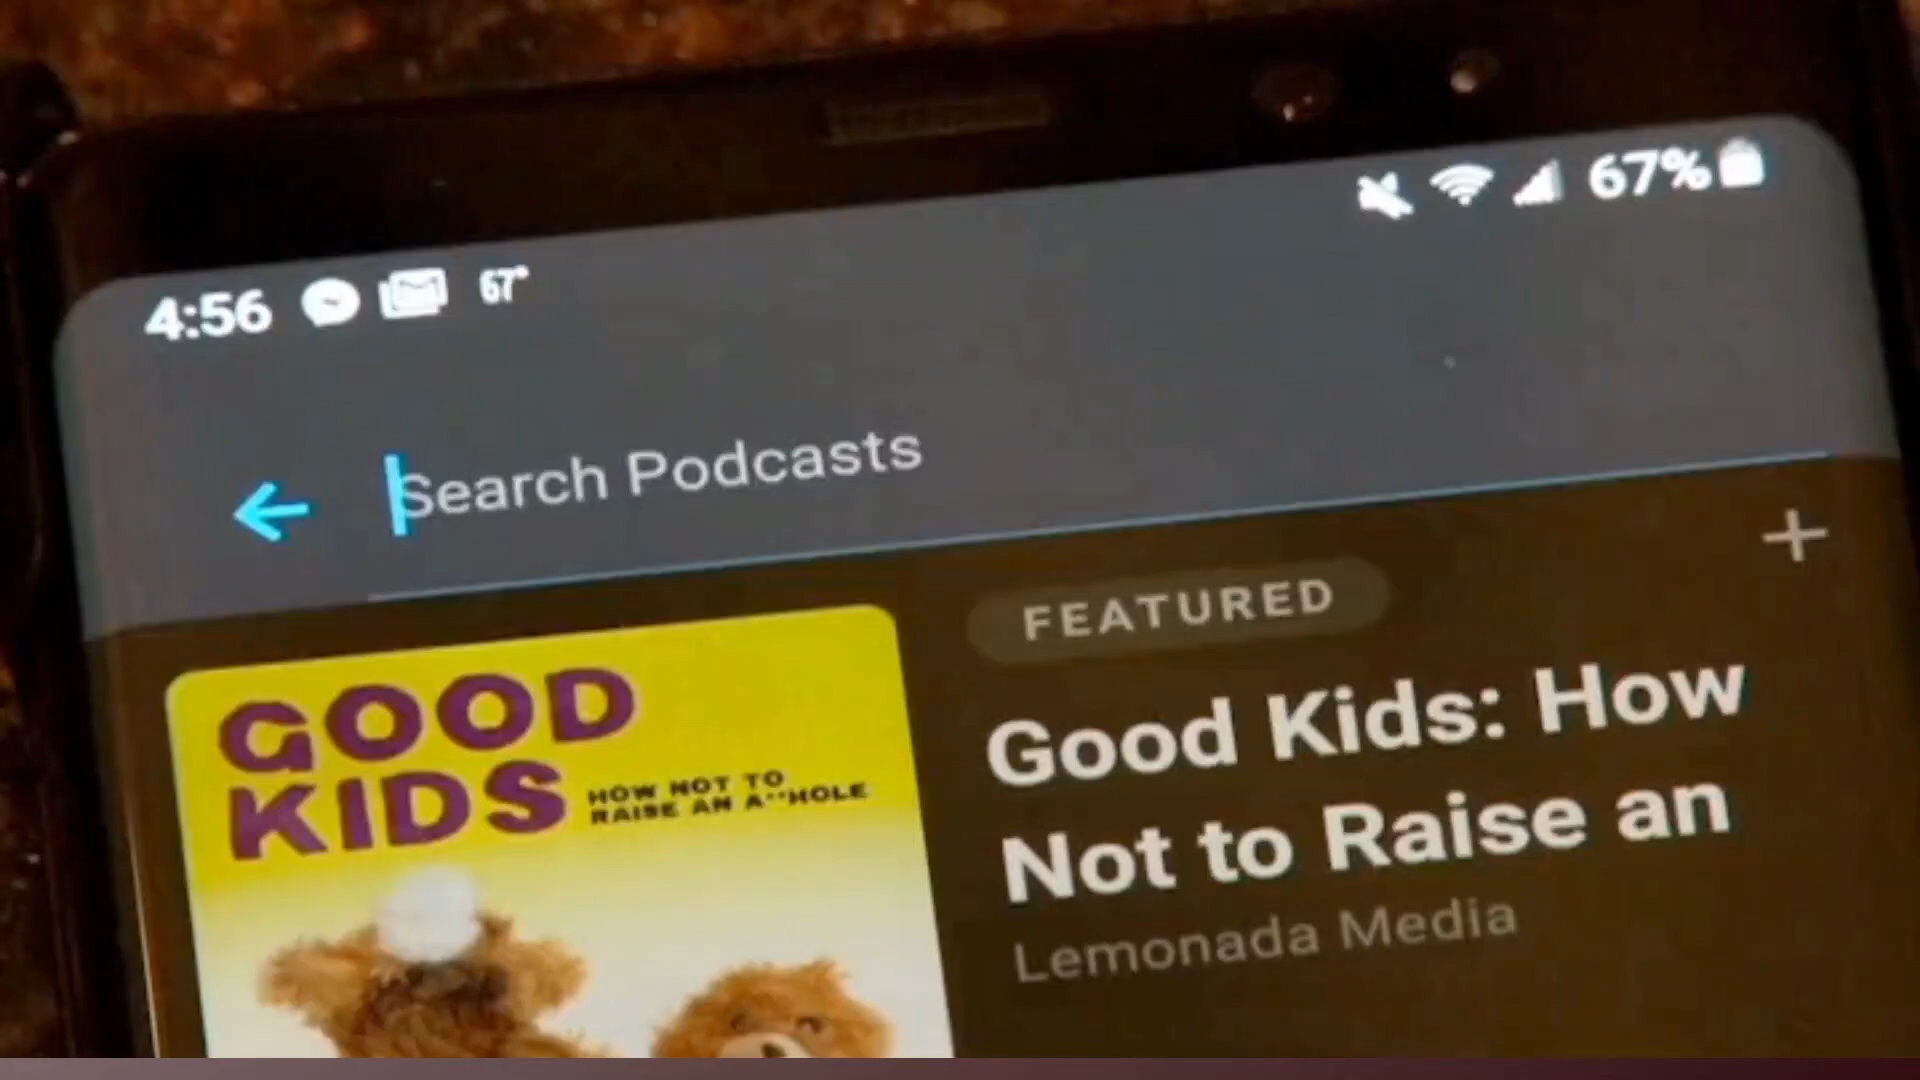 4:56 67°
67%
Search Podcasts
FEATURED
GOOD
KIDS
HOW NOT TO
RAISE AN A**HOLE
Good Kids: How
Not to Raise an
Lemonada Media